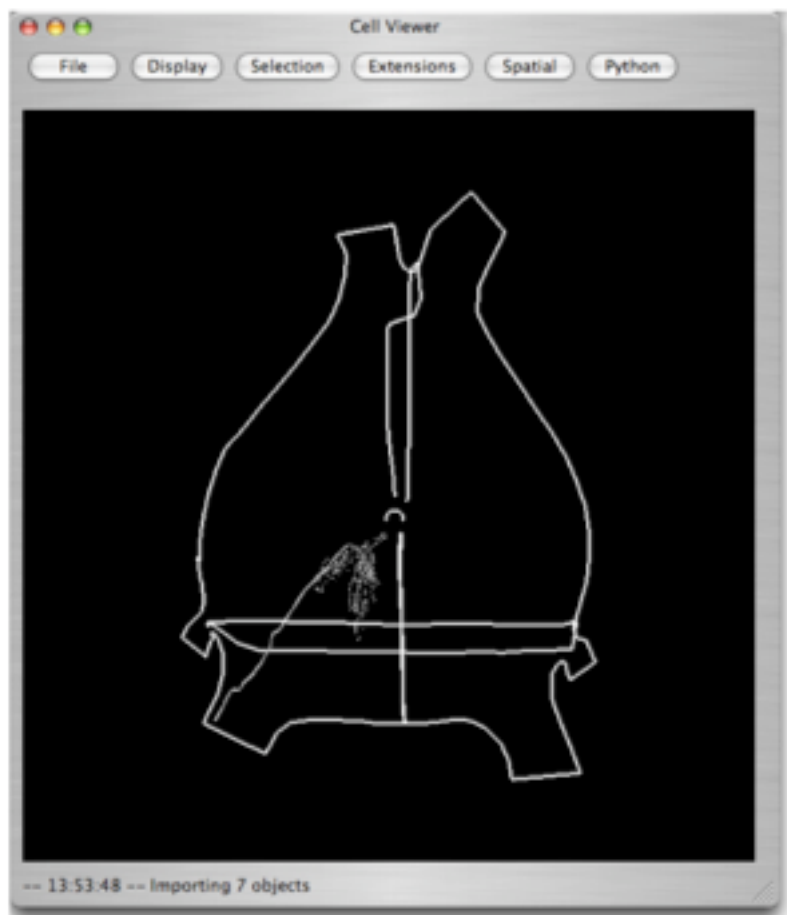 Cell Viewer
File Display Selection Extensions Spatial Python
-- 13:53:48 -- Importing 7 objects